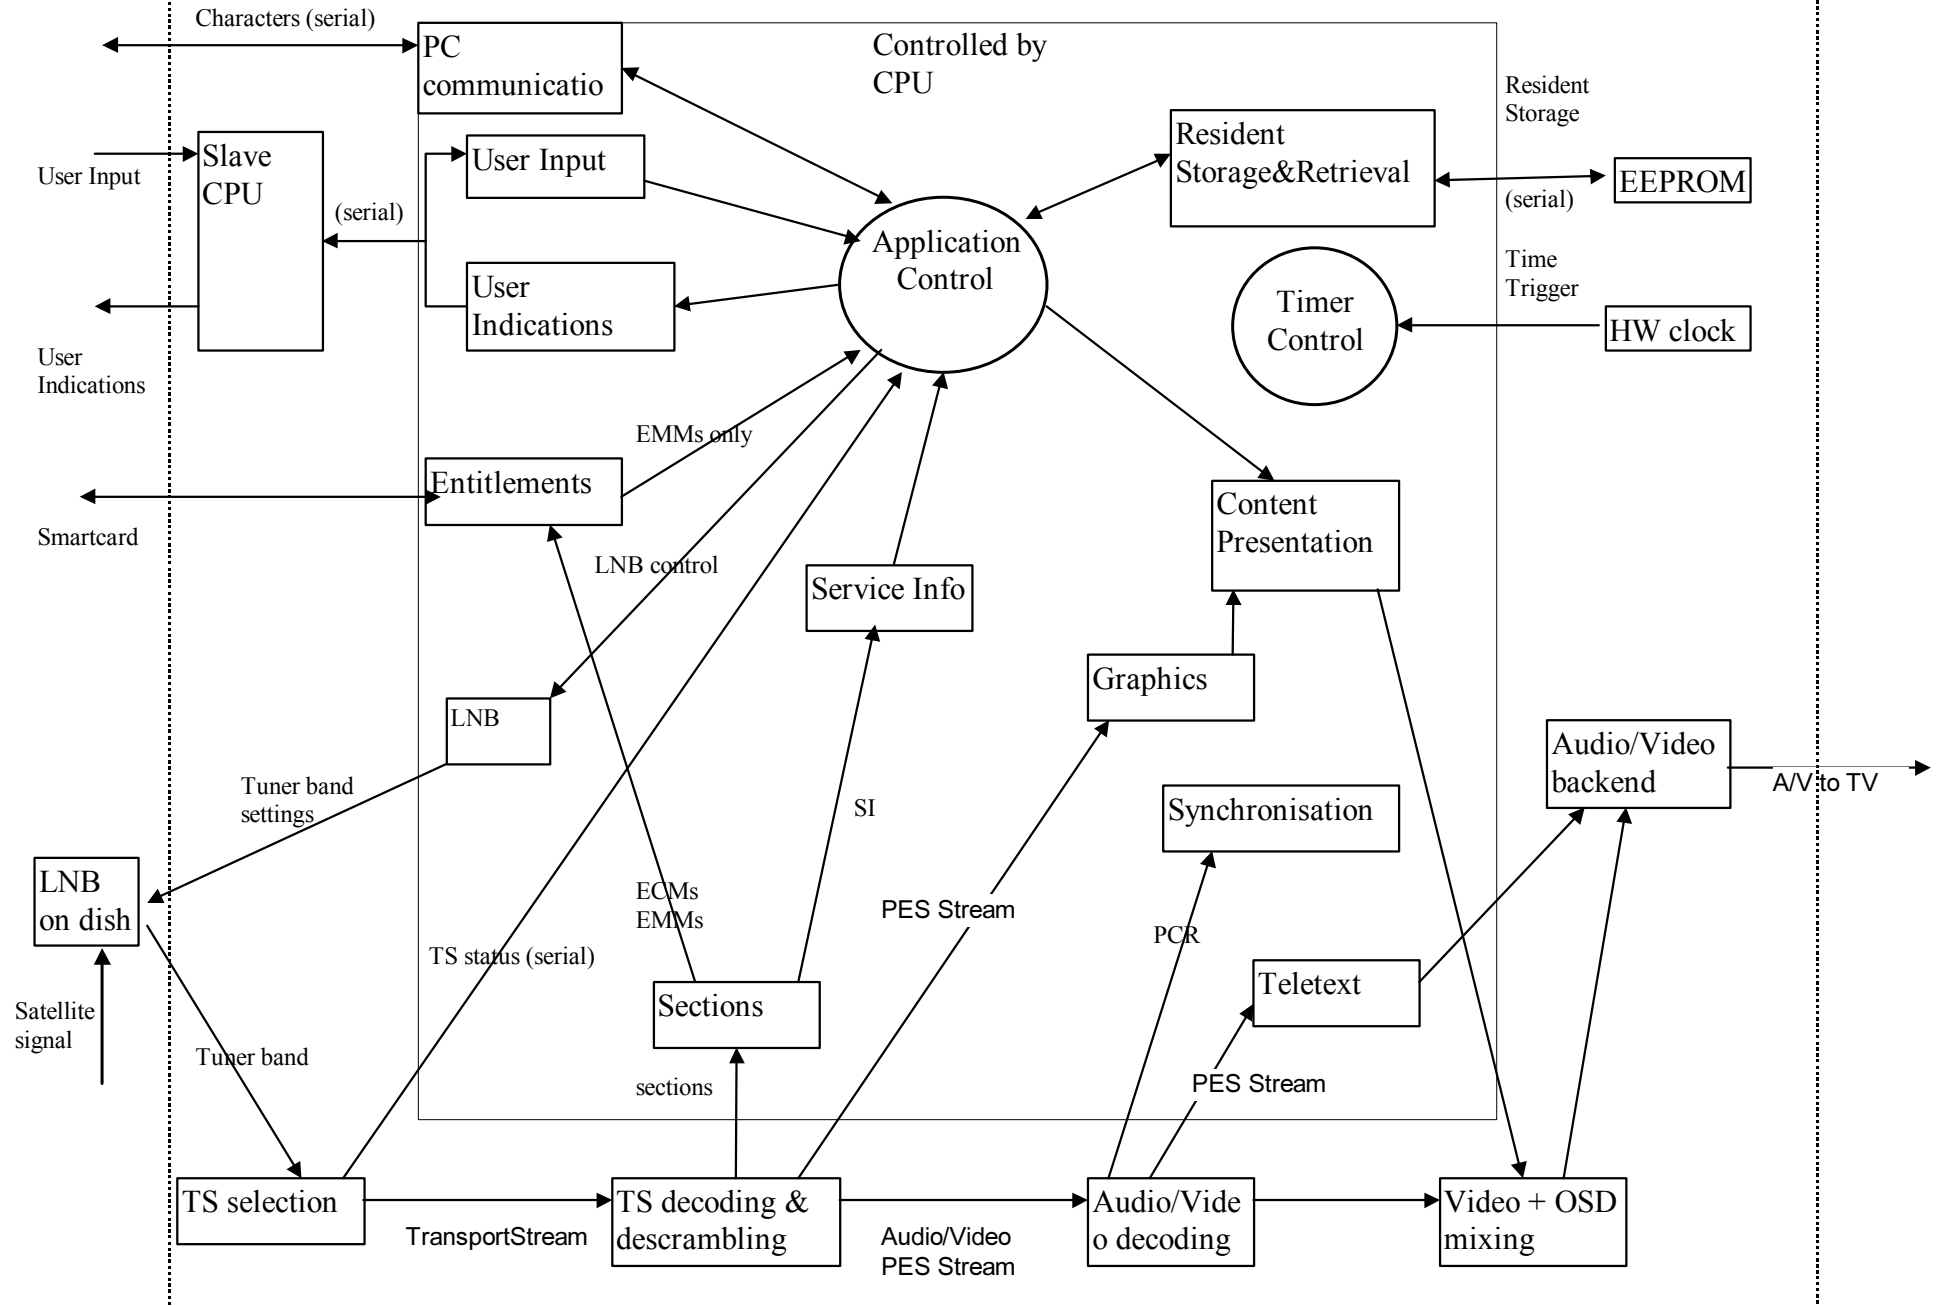 Characters (serial)
PC
communicatio
Controlled by
CPU
Resident
Storage
Slave
CPU
User Input
User Input
Resident
Storage&Retrieval
EEPROM
(serial)
(serial)
Application
Control
User
Indications
Time
Trigger
Timer
Control
HW clock
User
Indications
EMMs only
Entitlements
Smartcard
Content
Presentation
LNB control
Service Info
Graphics
LNB
Audio/Video
backend
A/V to TV
Tuner band
settings
SI
Synchronisation
LNB
on dish
ECMs
EMMs
PES Stream
PCR
TS status (serial)
Teletext
Satellite
signal
Sections
Tuner band
sections
PES Stream
TS selection
TransportStream
TS decoding &
descrambling
Audio/Video
PES Stream
Audio/Vide
o decoding
Video + OSD
mixing